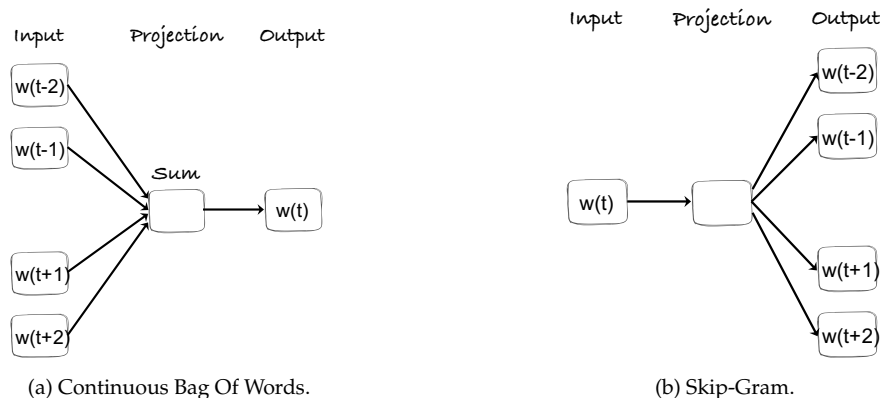 Input Projection Output
w(t-2)
w(t-1)
Sum
w(t)
w(t+1)
w(t+2)
(a) Continuous Bag Of Words.
Input Projection Output
w(t-2)
w(t-1)
w(t)
w(t+1)
w(t+2)
(b) Skip-Gram.